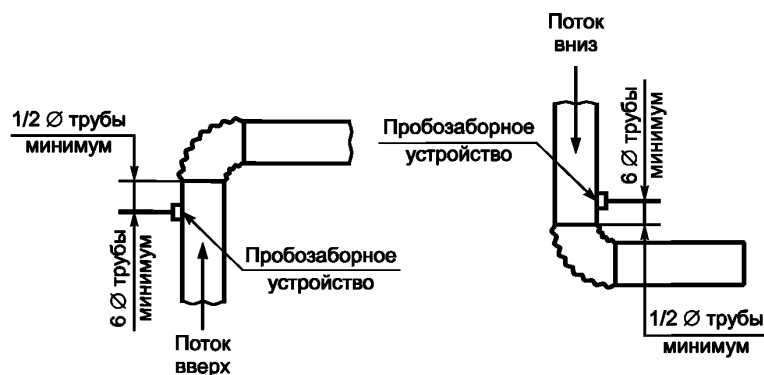 1/2 ∅ трубы
минимум
6 ∅ трубы
минимум
Пробозаборное
устройство
Поток
вверх
Поток
вниз
Пробозаборное
устройство
6 ∅ трубы
минимум
1/2 ∅ трубы
минимум